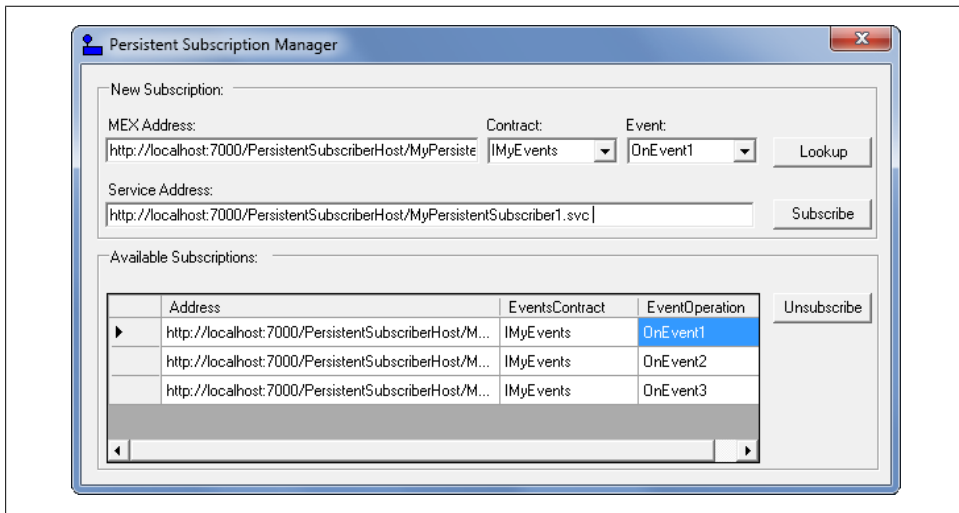 Persistent Subscription Manager
New Subscription:
MEX Address:
Contract:
Event:
http://localhost:7000/PersistentSubscriberHost/MyPersiste
IMyEvents
OnEvent1
Lookup
Service Address:
http://localhost:7000/PersistentSubscriberHost/MyPersistentSubscriber1.svc
Subscribe
Available Subscriptions:
Address EventsContract EventOperation
Unsubscribe
http://localhost:7000/PersistentSubscriberHost/M... IMyEvents OnEvent1
http://localhost:7000/PersistentSubscriberHost/M... IMyEvents OnEvent2
http://localhost:7000/PersistentSubscriberHost/M... IMyEvents OnEvent3